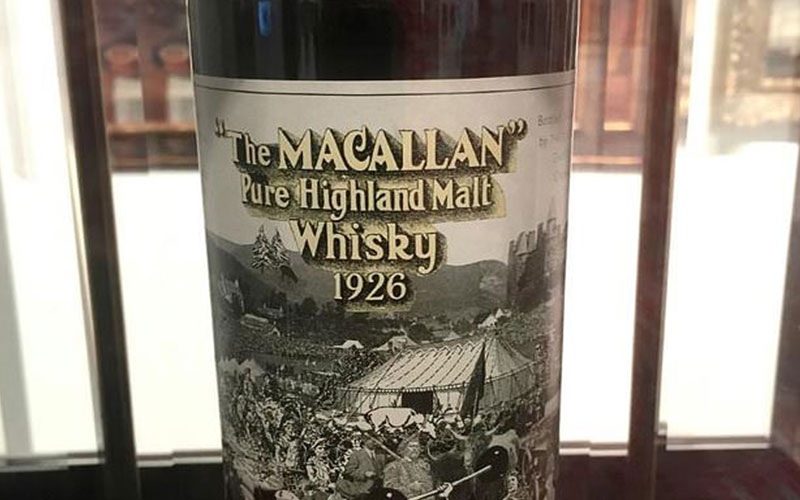 "The MACALLAN"
Pure Highland Malt
Whisky
1926